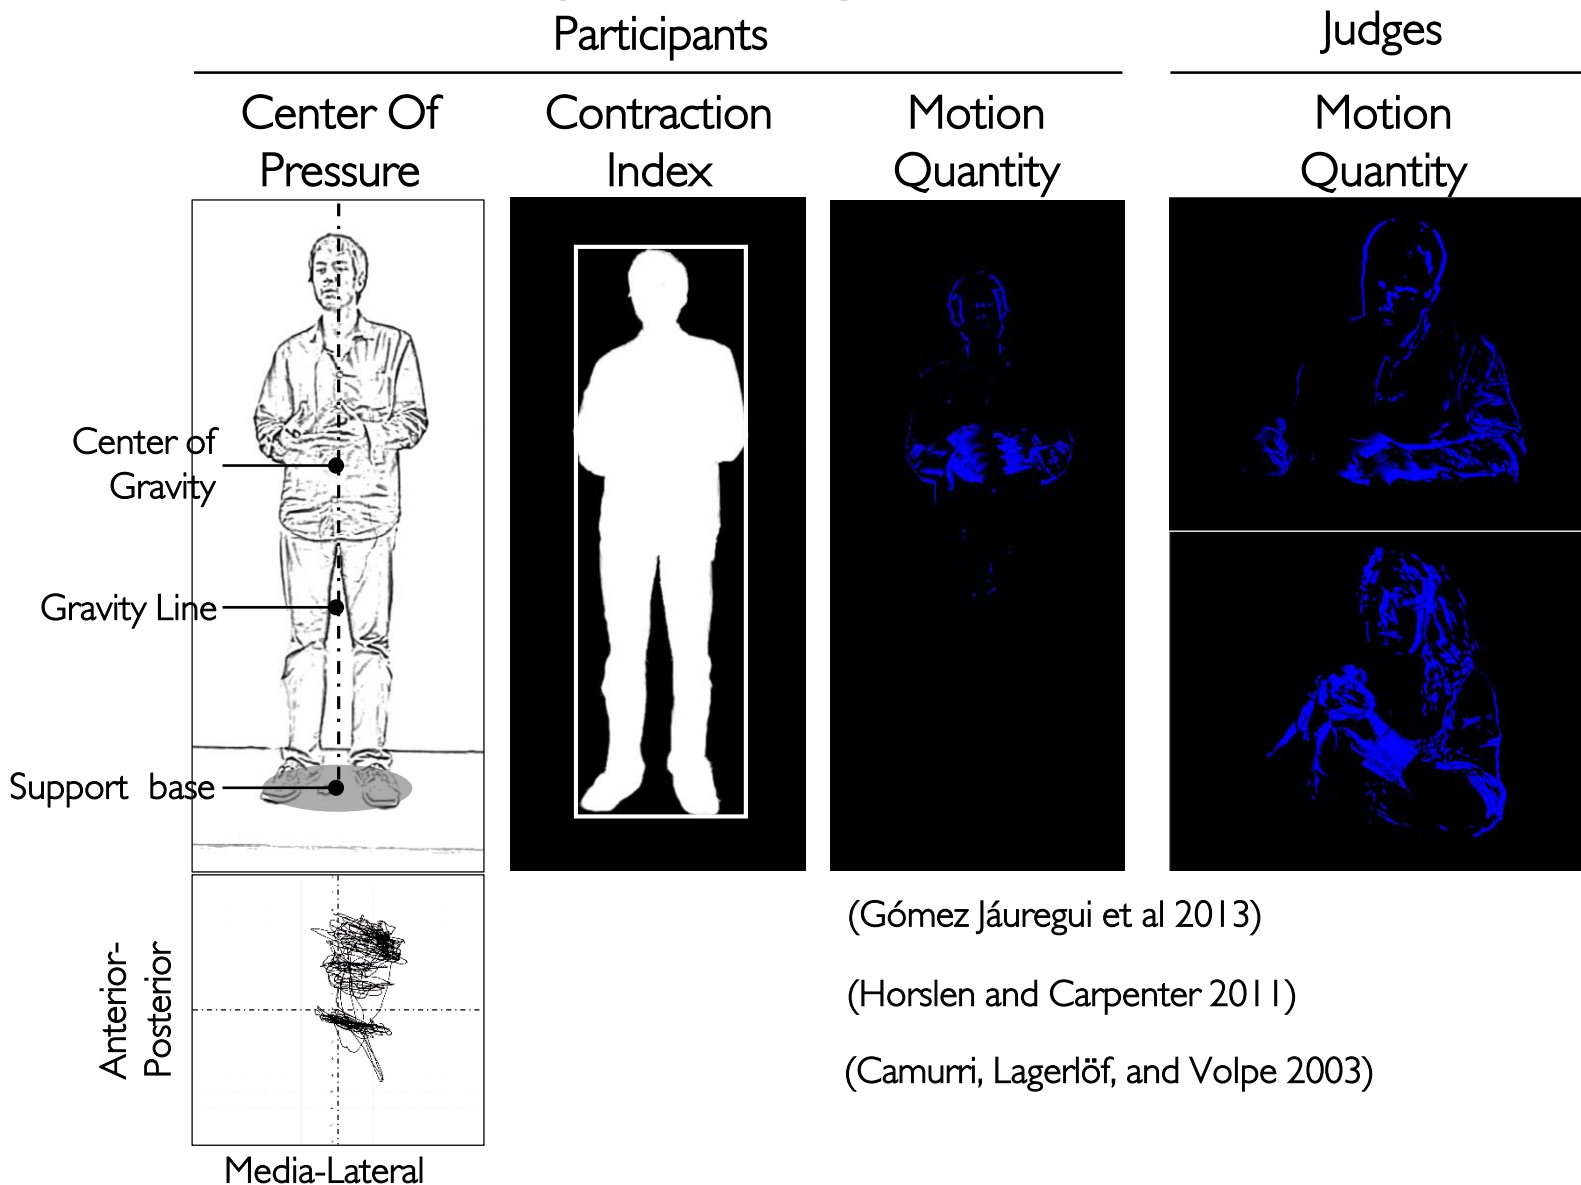 Participants
Judges
Center Of
Pressure
Contraction
Index
Motion
Quantity
Motion
Quantity
Center of
Gravity
Gravity Line
Support base
Anterior-
Posterior
Media-Lateral
(Gómez Jáuregui et al 2013)
(Horslen and Carpenter 2011)
(Camurri, Lagerlöf, and Volpe 2003)